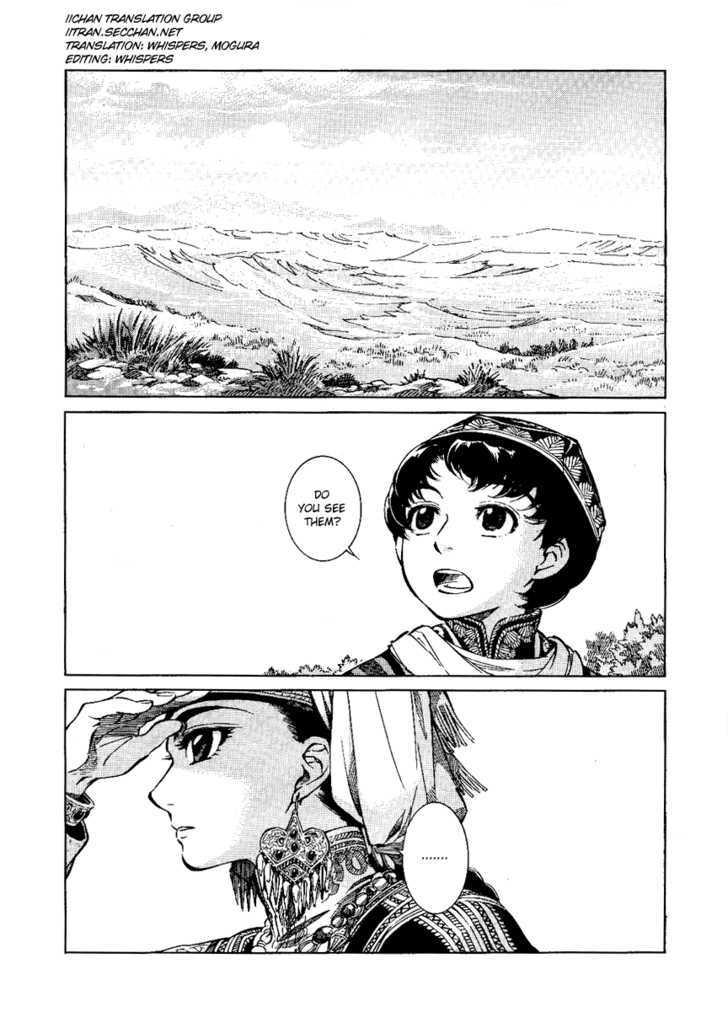 IICHAN TRANSLATION GROUP
IITRAN.SECCHAN.NET
TRANSLATION: WHISPERS, MOGURA
EDITING: WHISPERS
DO
YOU SEE
THEM?
.......